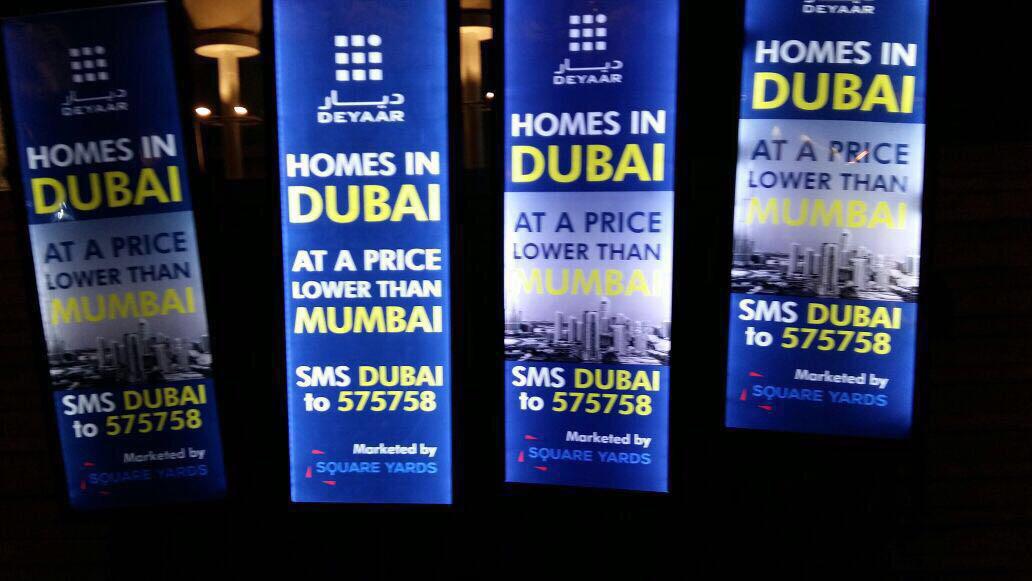 ديار
DEYAAR
HOMES IN
DUBAI
AT A PRICE
LOWER THAN
MUMBAI
SMS DUBAI
to 575758
Marketed by
SQUARE YARDS
ديار
DEYAAR
HOMES IN
DUBAI
AT A PRICE
LOWER THAN
MUMBAI
SMS DUBAI
to 575758
Marketed by
SQUARE YARDS
ديار
DEYAAR
HOMES IN
DUBAI
AT A PRICE
LOWER THAN
MUMBAI
SMS DUBAI
to 575758
Marketed by
SQUARE YARDS
DEYAAR
HOMES IN
DUBAI
AT A PRICE
LOWER THAN
MUMBAI
SMS DUBAI
to 575758
Marketed by
SQUARE YARDS